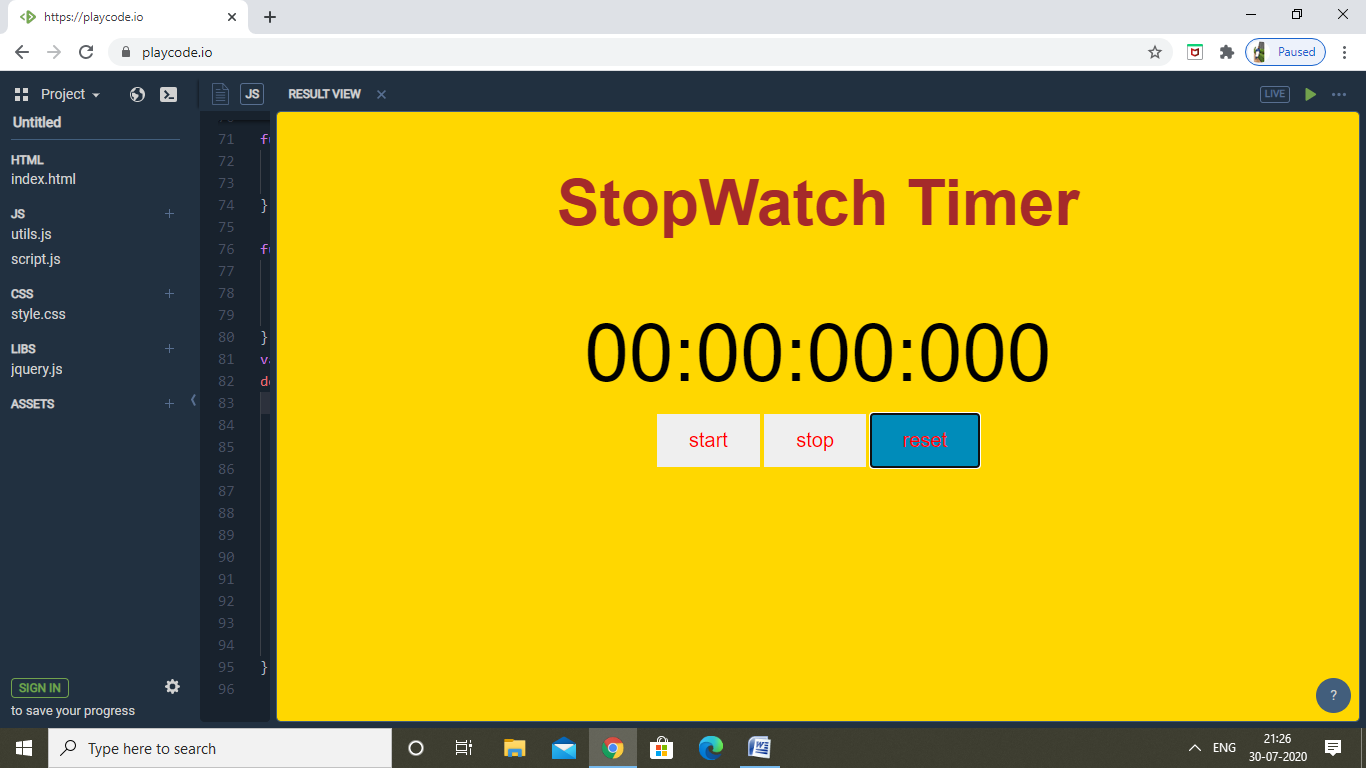 https://playcode.io
playcode.io
Paused
Project
JS
RESULT VIEW
LIVE
Untitled
HTML
index.html
JS
utils.js
script.js
CSS
style.css
LIBS
jquery.js
ASSETS
SIGN IN
to save your progress
71
72
73
74 }
75
76
77
78
79
80 }
81
82
83
84
85
86
87
88
89
90
91
92
93
94
95 }
96
StopWatch Timer
00:00:00:000
start stop reset
?
Type here to search
ENG
21:26
30-07-2020